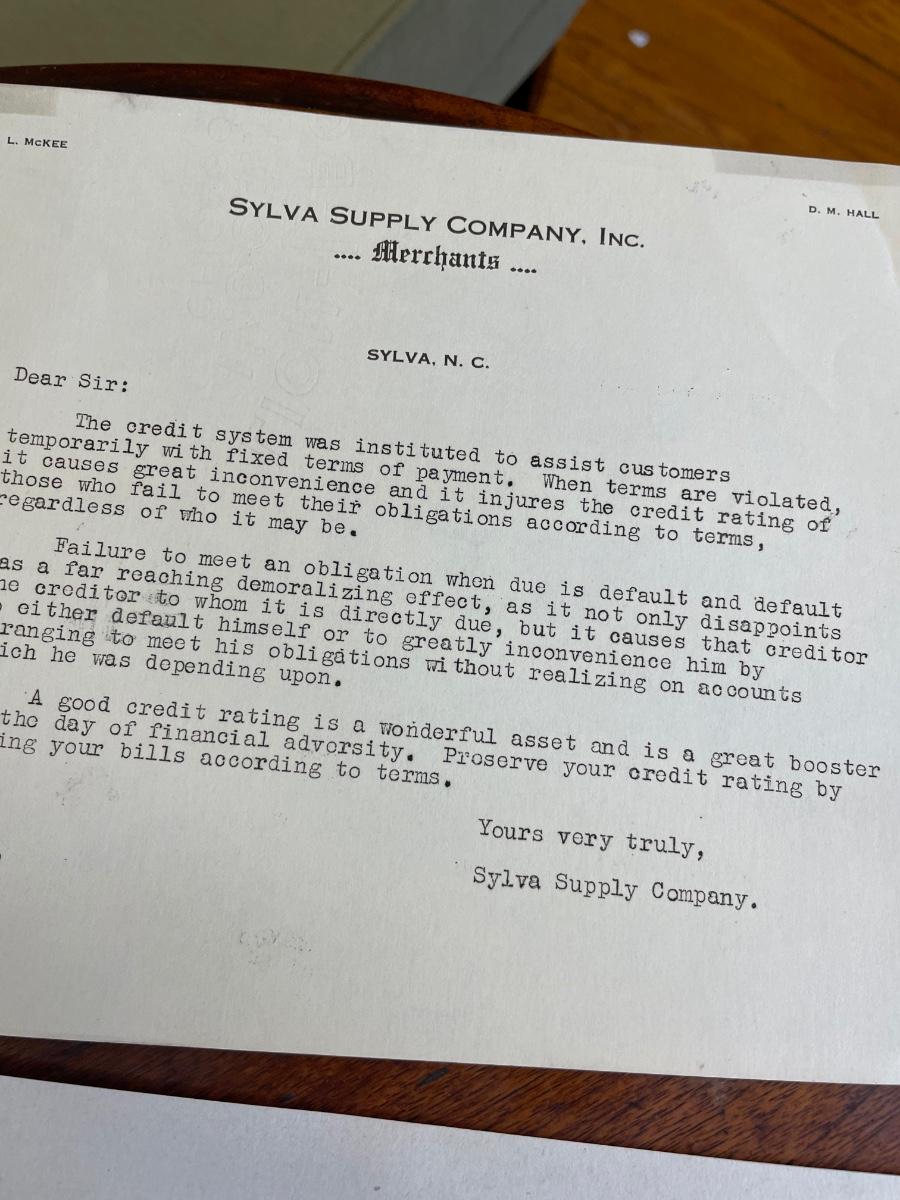 L. McKEE
D. M. HALL
SYLVA SUPPLY COMPANY, INC.
.... Merchants ....
SYLVA, N. C.
Dear Sir:
The credit system was instituted to assist customers
temporarily with fixed terms of payment. When terms are violated,
it causes great inconvenience and it injures the credit rating of
those who fail to meet their obligations according to terms,
regardless of who it may be.
Failure to meet an obligation when due is default and default
as a far reaching demoralizing effect, as it not only disappoints
he creditor to whom it is directly due, but it causes that creditor
either default himself or to greatly inconvenience him by
ranging to meet his obligations without realizing on accounts
ich he was depending upon.
A good credit rating is a wonderful asset and is a great booster
the day of financial adversity. Preserve your credit rating by
ing your bills according to terms.
Yours very truly,
Sylva Supply Company.